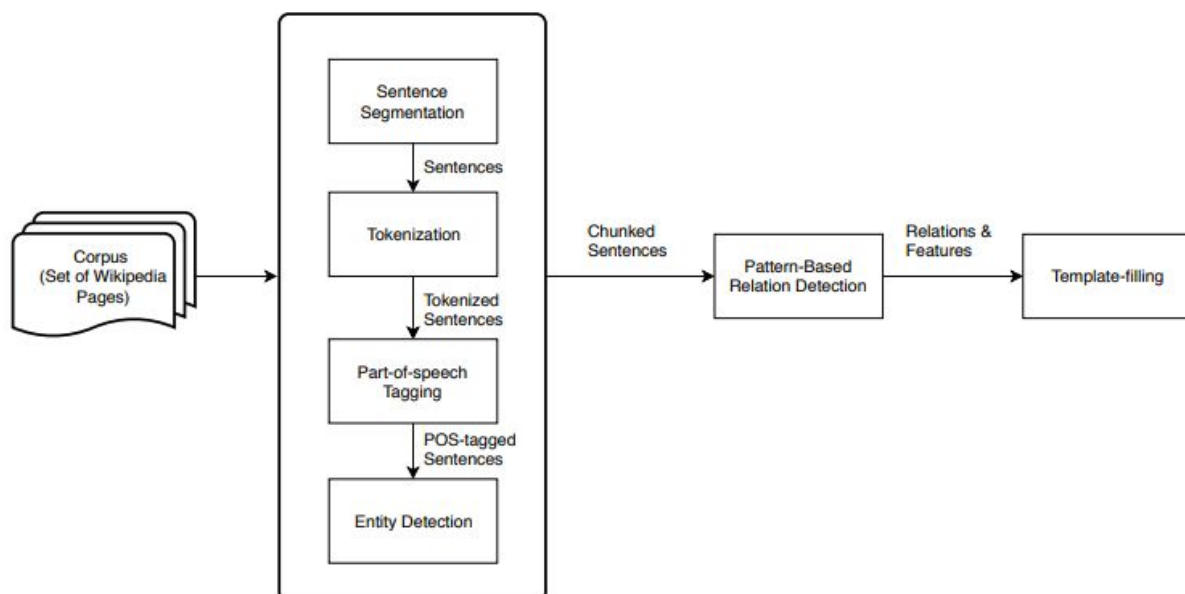 Sentence
Segmentation
Sentences
Tokenization
Tokenized
Sentences
Part-of-speech
Tagging
POS-tagged
Sentences
Entity Detection
Corpus
(Set of Wikipedia
Pages)
Chunked
Sentences
Pattern-Based
Relation Detection
Relations &
Features
Template-filling